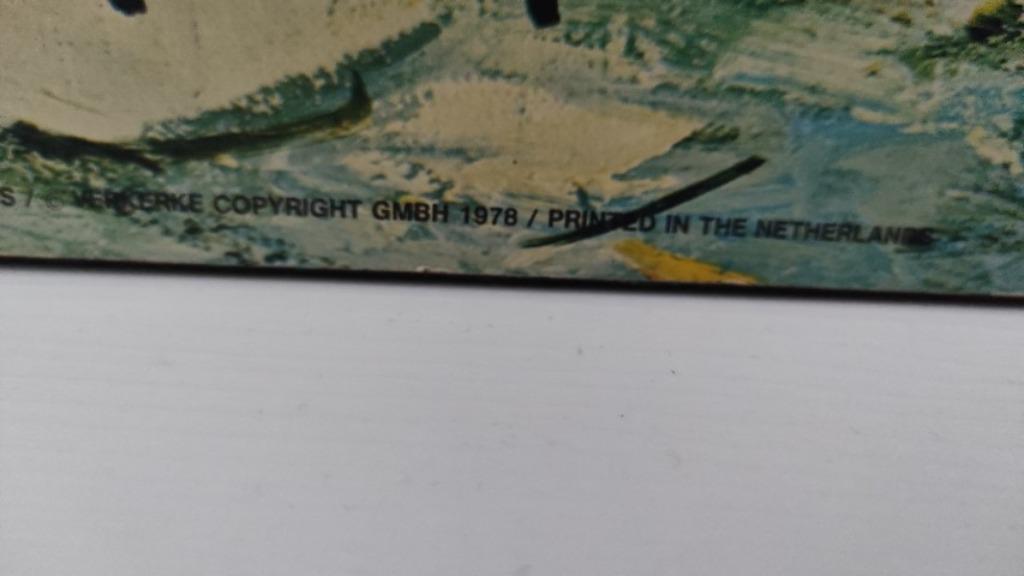 S / © VERKERKE COPYRIGHT GMBH 1978 / PRINTED IN THE NETHERLANDS